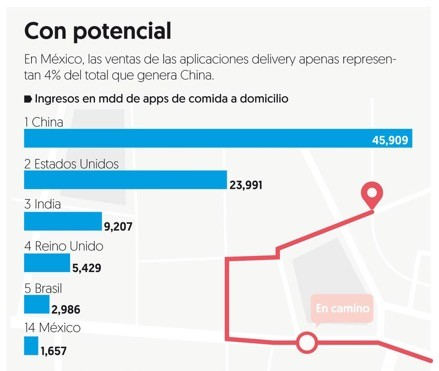 Con potencial
En México, las ventas de las aplicaciones delivery apenas represen-
tan 4% del total que genera China.
Ingresos en mdd de apps de comida a domicilio
1 China
45,909
2 Estados Unidos
23,991
3 India
9,207
4 Reino Unido
5,429
5 Brasil
2,986
14 México
1,657
En camino